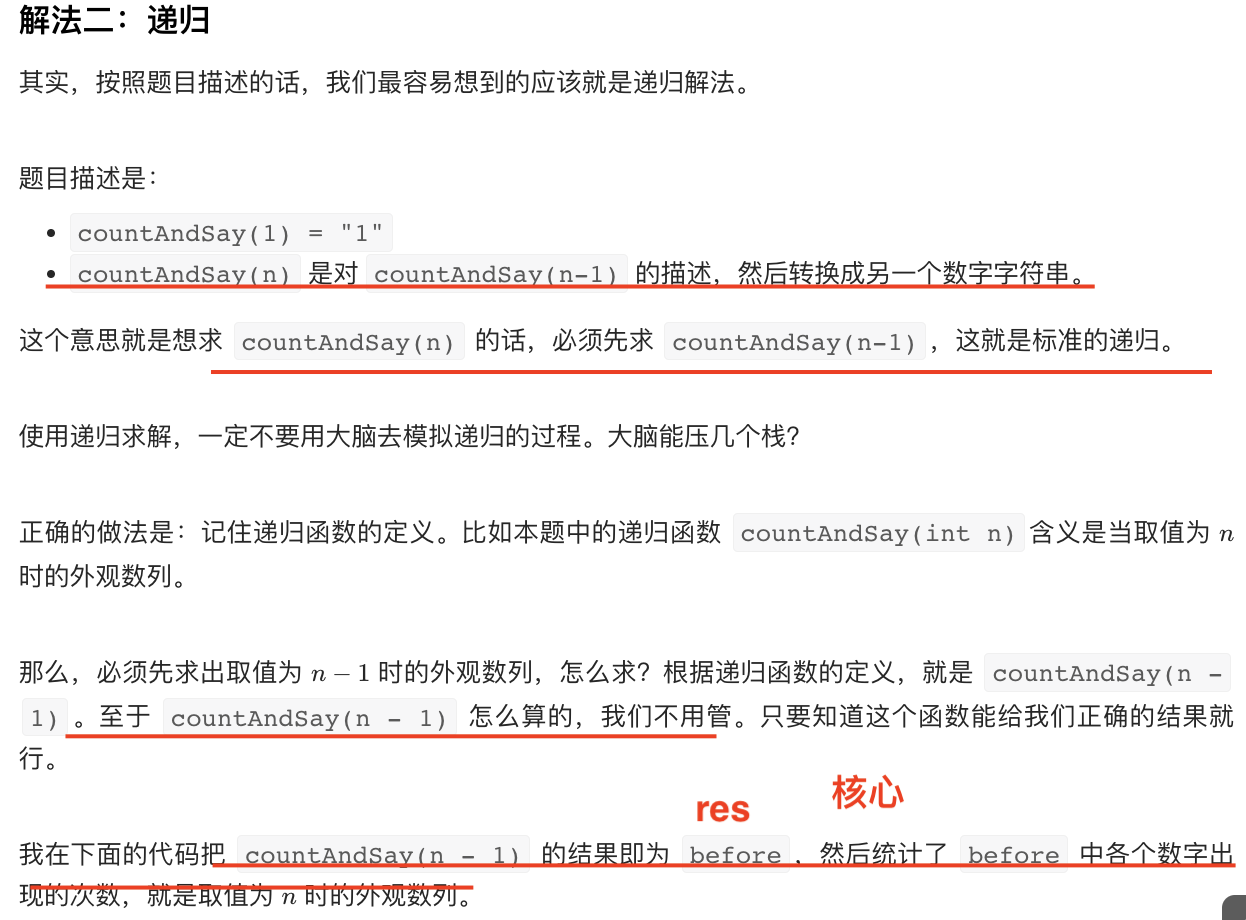 解法二：递归
其实，按照题目描述的话，我们最容易想到的应该就是递归解法。
题目描述是：
• countAndSay(1) = "1"
• countAndSay(n) 是对 countAndSay(n-1) 的描述，然后转换成另一个数字字符串。
这个意思就是想求 countAndSay(n) 的话，必须先求 countAndSay(n-1)，这就是标准的递归。
使用递归求解，一定不要用大脑去模拟递归的过程。大脑能压几个栈？
正确的做法是：记住递归函数的定义。比如本题中的递归函数 countAndSay(int n) 含义是当取值为 n
时的外观数列。
那么，必须先求出取值为 n − 1 时的外观数列，怎么求？根据递归函数的定义，就是 countAndSay(n -
1) 。至于 countAndSay(n - 1) 怎么算的，我们不用管。只要知道这个函数能给我们正确的结果就
行。
res 核心
我在下面的代码把 countAndSay(n - 1) 的结果即为 before ，然后统计了 before 中各个数字出
现的次数，就是取值为 n 时的外观数列。